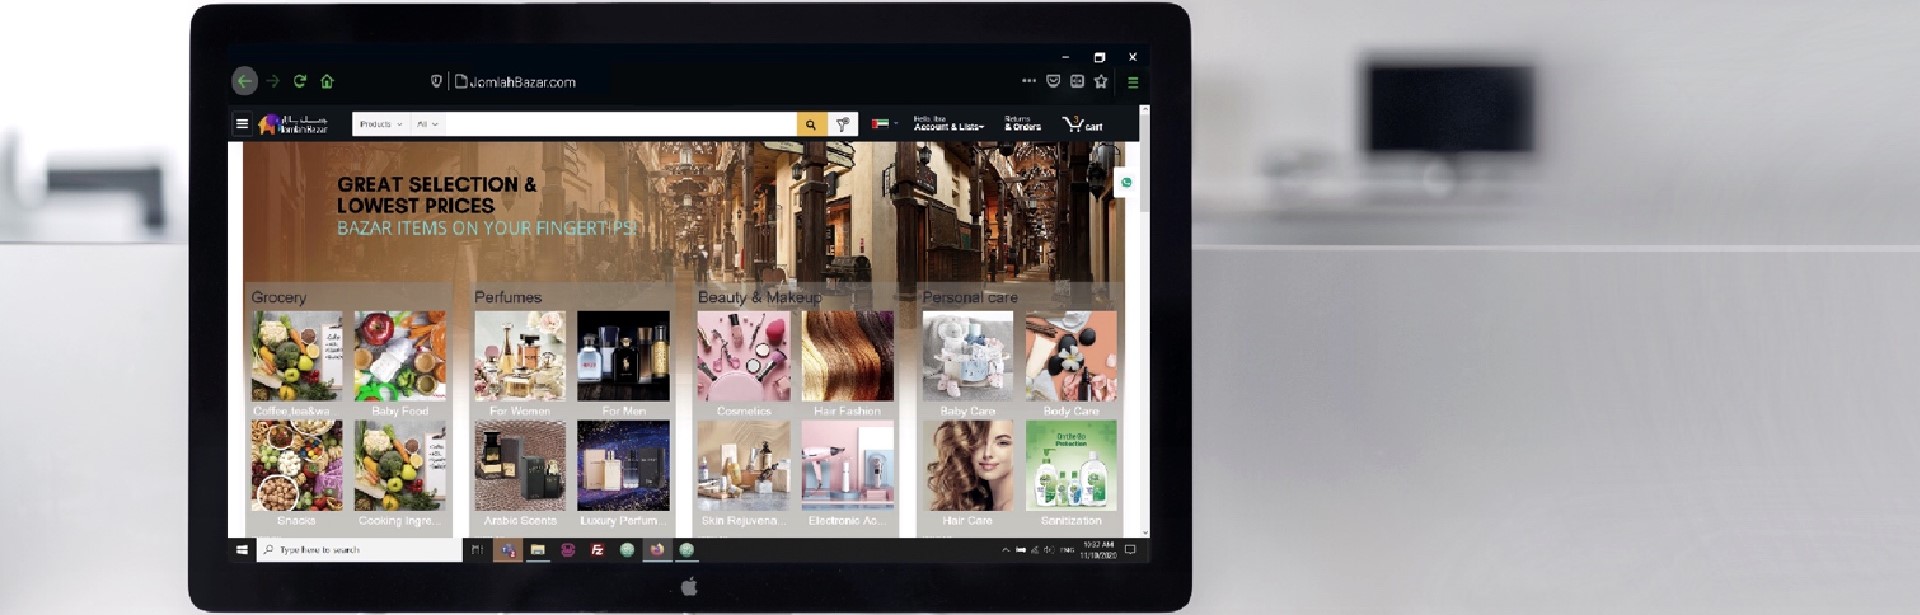 JomlahBazar.com
JomlahBazar
Products
All
Account & Lists
Returns
& Orders
3
cart
GREAT SELECTION &
LOWEST PRICES
BAZAR ITEMS ON YOUR FINGERTIPS!
Grocery
Perfumes
Beauty & Makeup
Personal care
Coffee,tea&wa...
Baby Food
For Women
For Men
Cosmetics
Hair Fashion
Baby Care
Body Care
Snacks
Cooking Ingre...
Arabic Scents
Luxury Perfum...
Skin Rejuvena...
Electronic Ac...
Hair Care
Sanitization
Type here to search
ENG
10:37 AM
11/10/2020